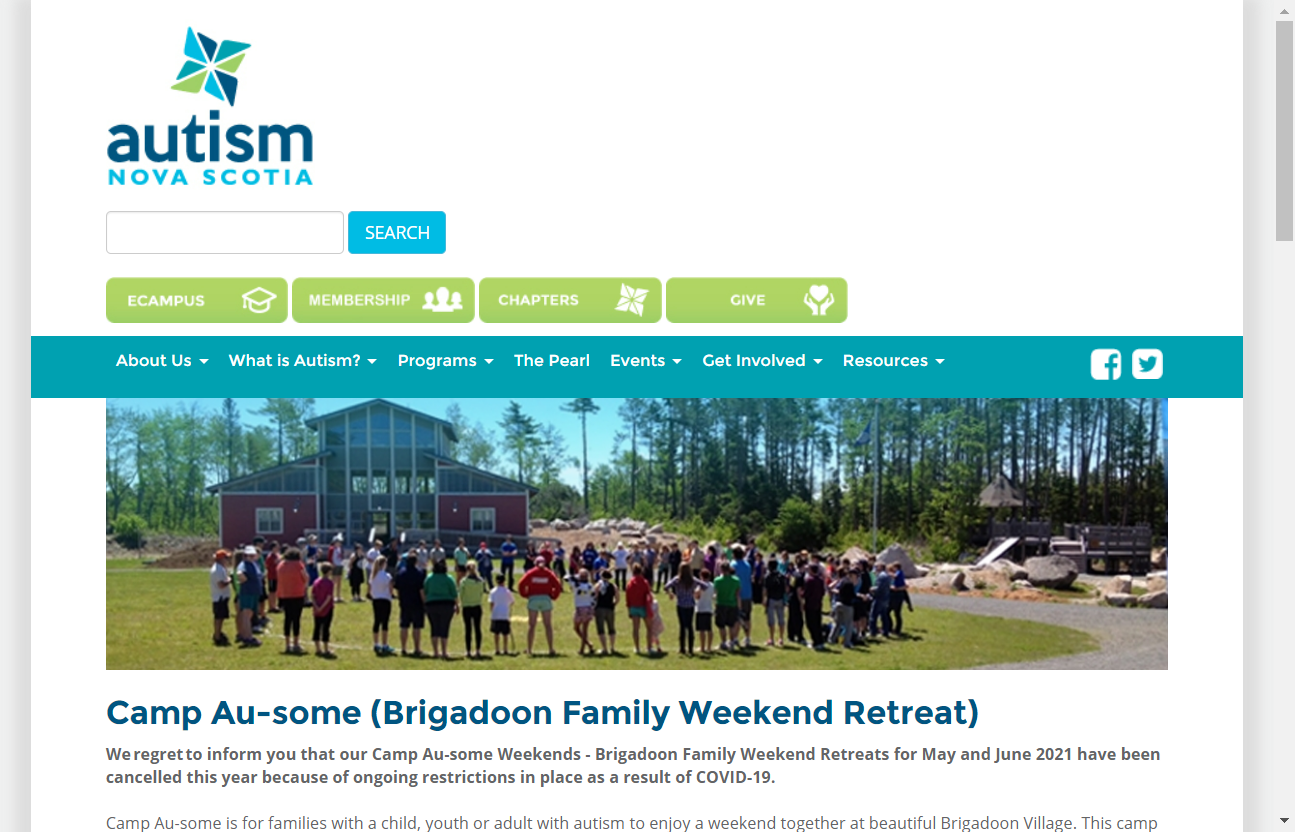 autism
NOVA SCOTIA
SEARCH
ECAMPUS MEMBERSHIP CHAPTERS GIVE
About Us What is Autism? Programs The Pearl Events Get Involved Resources
Camp Au-some (Brigadoon Family Weekend Retreat)
We regret to inform you that our Camp Au-some Weekends - Brigadoon Family Weekend Retreats for May and June 2021 have been
cancelled this year because of ongoing restrictions in place as a result of COVID-19.
Camp Au-some is for families with a child, youth or adult with autism to enjoy a weekend together at beautiful Brigadoon Village. This camp